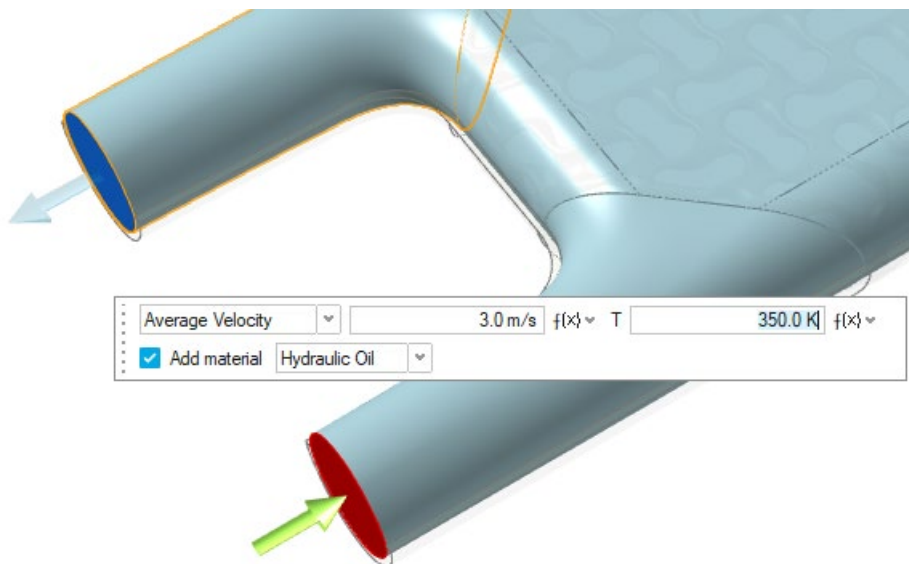 Average Velocity 3.0 m/s f(x) T 350.0 K f(x)
Add material Hydraulic Oil